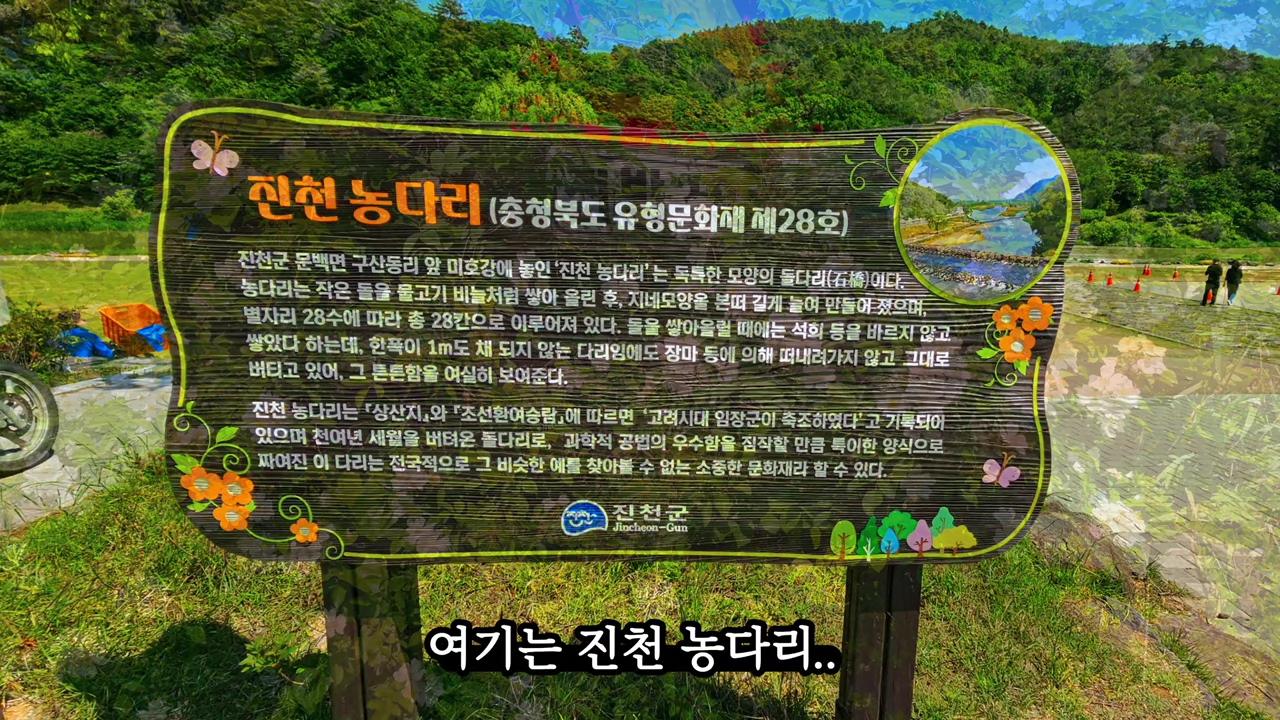 진천 농다리 (충청북도 유형문화재 제28호)
진천군 문백면 구산동리 앞 미호강에 놓인 '진천 농다리'는 독특한 모양의 돌다리(石橋)이다.
농다리는 작은 돌을 물고기 비늘처럼 쌓아 올린 후, 지네모양을 본떠 길게 늘여 만들어 졌으며,
별자리 28수에 따라 총 28칸으로 이루어져 있다. 돌을 쌓아올릴 때에는 석회 등을 바르지 않고
쌓았다 하는데, 한폭이 1m도 채 되지 않는 다리임에도 장마 등에 의해 떠내려가지 않고 그대로
버티고 있어, 그 튼튼함을 여실히 보여준다.
진천 농다리는 『상산지』와 『조선환여승람』에 따르면 '고려시대 임장군이 축조하였다' 고 기록되어
있으며 천여년 세월을 버텨온 돌다리로, 과학적 공법의 우수함을 짐작할 만큼 특이한 양식으로
짜여진 이 다리는 전국적으로 그 비슷한 예를 찾아볼 수 없는 소중한 문화재라 할 수 있다.
진천군
Jincheon-Gun
여기는 진천 농다리..